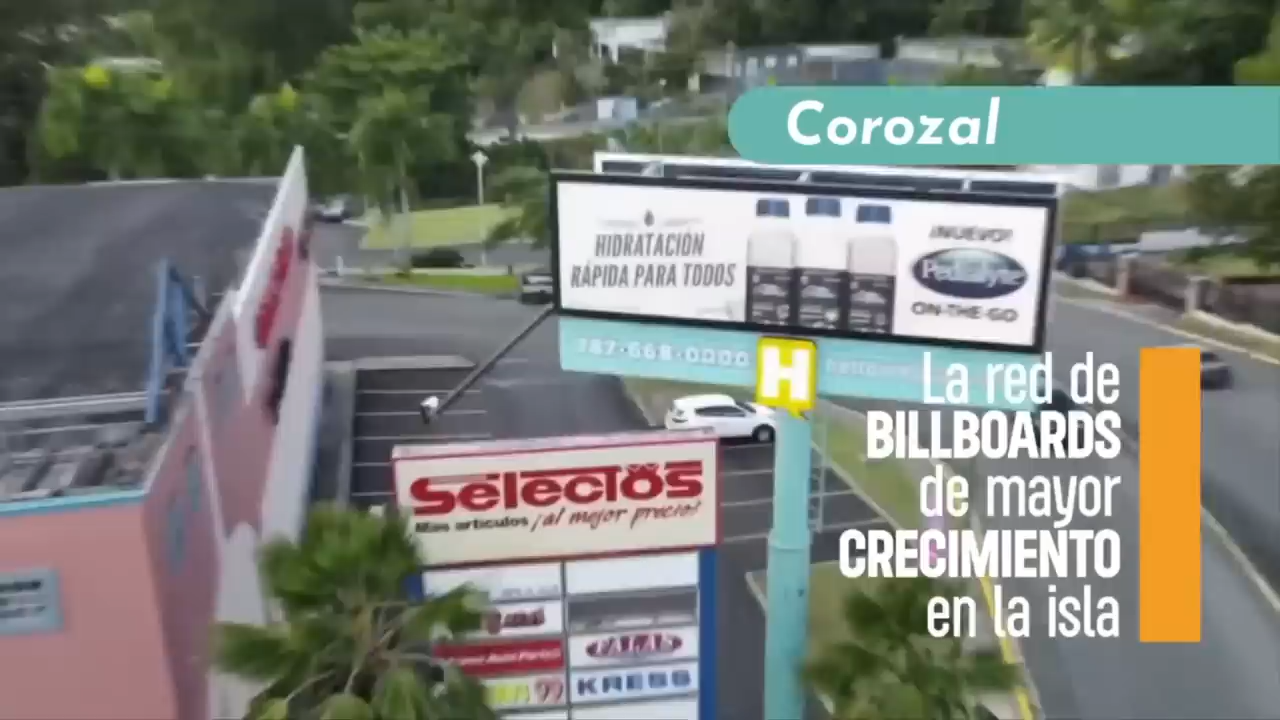 Corozal
HIDRATACIÓN
RÁPIDA PARA TODOS
¡NUEVO!
Pedialyte
ON-THE-GO
787-668-0000
H
La red de
BILLBOARDS
de mayor
CRECIMIENTO
en la isla
Selectos
Más artículos ¡al mejor precio!
KRESS